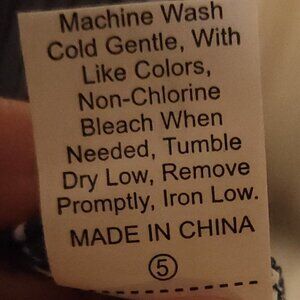 Machine Wash
Cold Gentle, With
Like Colors,
Non-Chlorine
Bleach When
Needed, Tumble
Dry Low, Remove
Promptly, Iron Low.
MADE IN CHINA
5